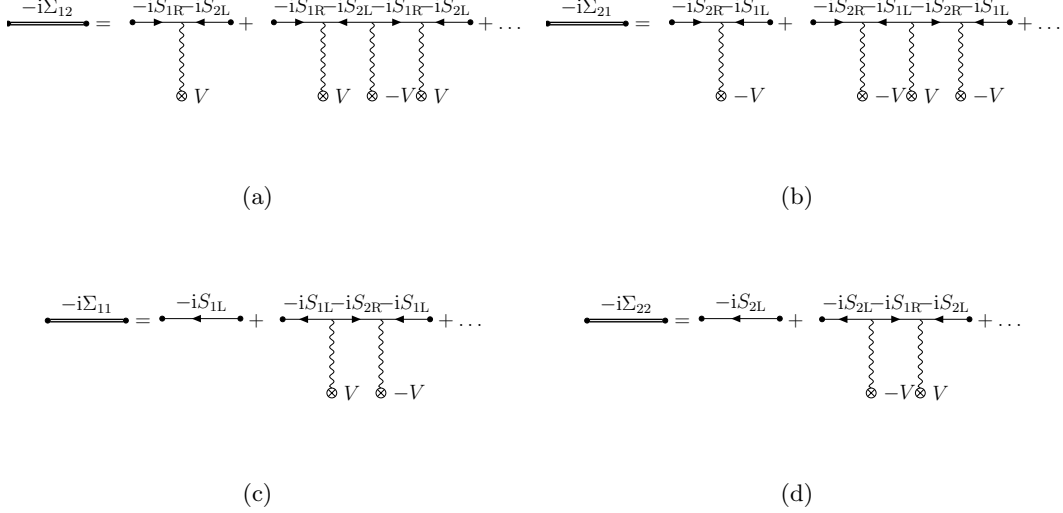 −iΣ12 = −iS1R −iS2L + −iS1R −iS2L −iS1R −iS2L + ...
V V −V V
(a)
−iΣ21 = −iS2R −iS1L + −iS2R −iS1L −iS2R −iS1L + ...
−V −V V −V
(b)
−iΣ11 = −iS1L + −iS1L −iS2R −iS1L + ...
V −V
(c)
−iΣ22 = −iS2L + −iS2L −iS1R −iS2L + ...
−V V
(d)